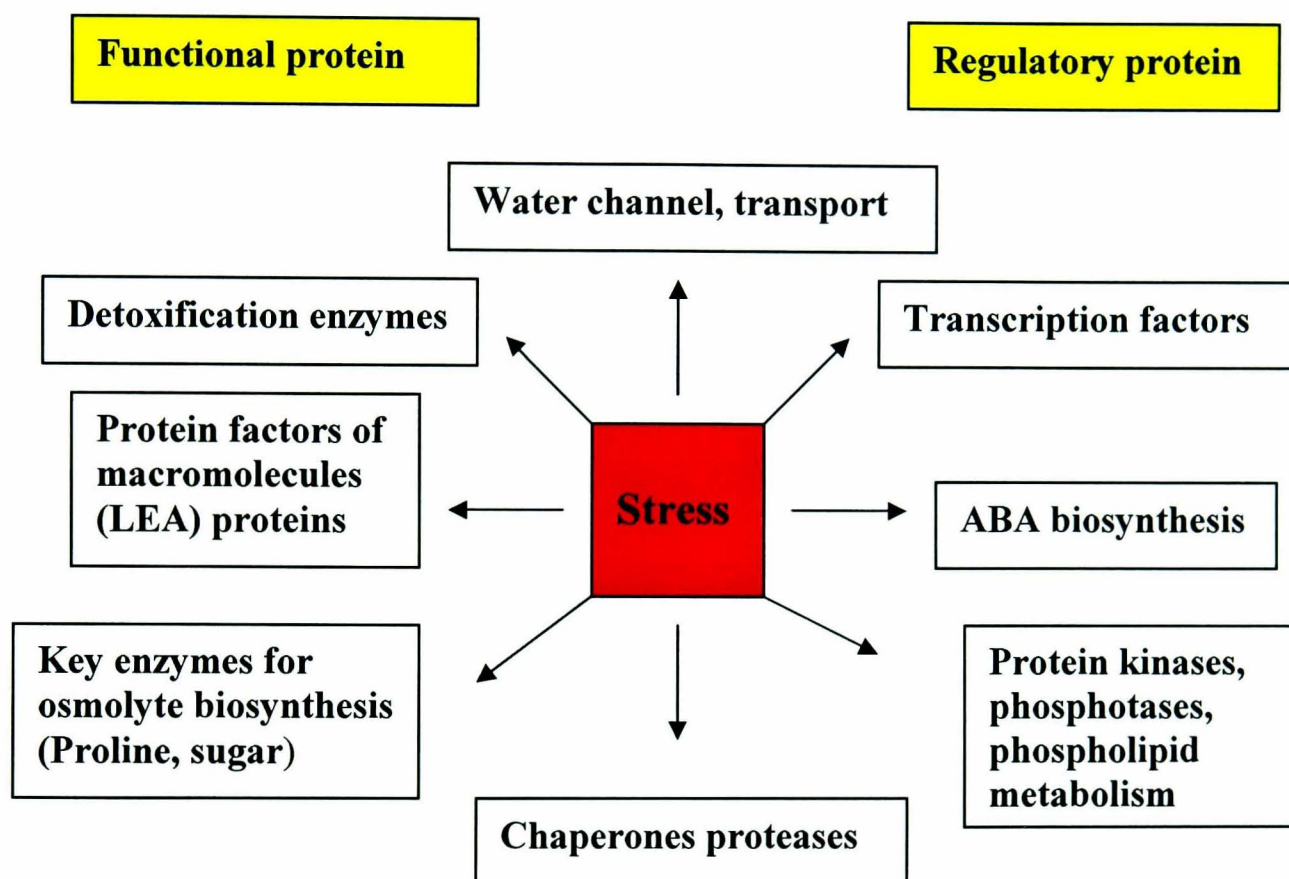 Functional protein
Regulatory protein
Water channel, transport
Detoxification enzymes
Transcription factors
Protein factors of
macromolecules
(LEA) proteins
Stress
ABA biosynthesis
Key enzymes for
osmolyte biosynthesis
(Proline, sugar)
Protein kinases,
phosphotases,
phospholipid
metabolism
Chaperones proteases